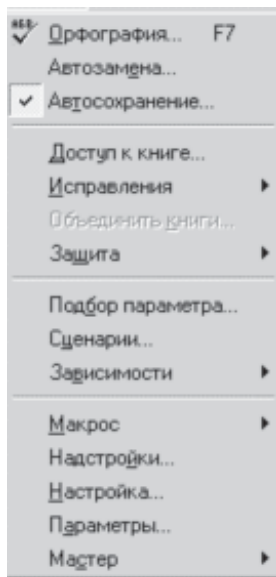 Орфография... F7
Автозамена...
Автосохранение...
Доступ к книге...
Исправления
Объединить книги...
Защита
Подбор параметра...
Сценарии...
Зависимости
Макрос
Надстройки...
Настройка...
Параметры...
Мастер